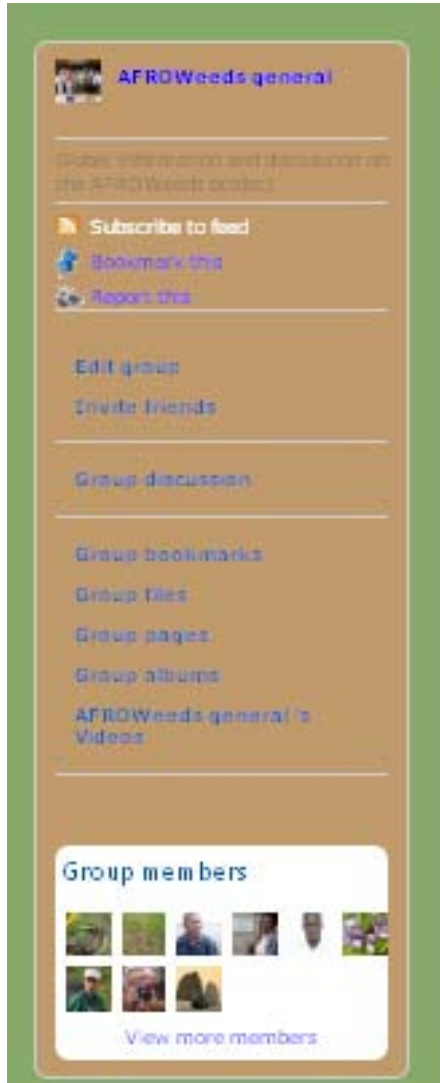 AFROWeeds general
Global information and discussion on
the AFROWeeds project
Subscribe to feed
Bookmark this
Report this
Edit group
Invite friends
Group discussion
Group bookmarks
Group files
Group pages
Group albums
AFROWeeds general 's
Videos
Group members
View more members